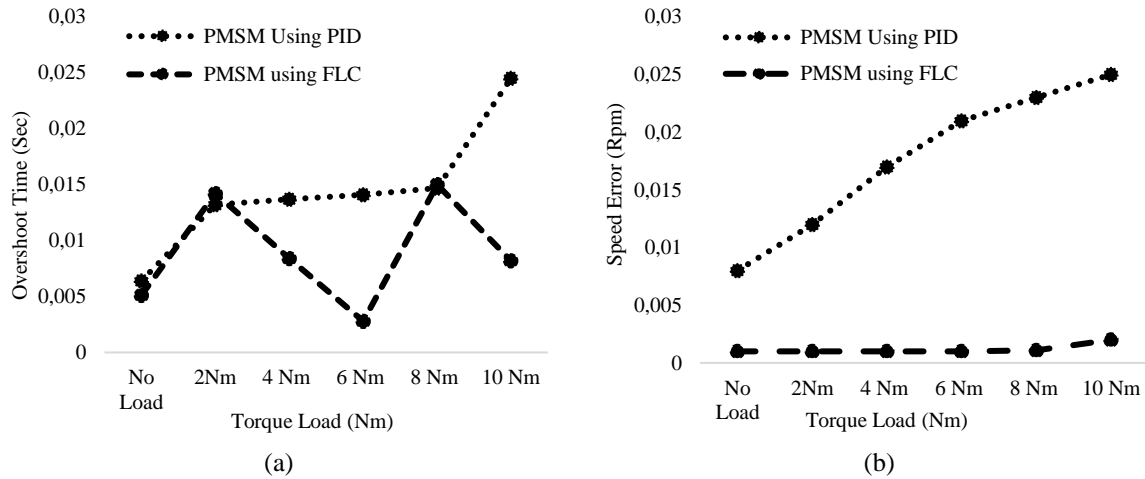 0,03
0,025
0,02
0,015
0,01
0,005
0
Overshoot Time (Sec)
PMSM Using PID
PMSM using FLC
No Load
2Nm
4 Nm
6 Nm
8 Nm
10 Nm
Torque Load (Nm)
(a)
0,03
0,025
0,02
0,015
0,01
0,005
0
Speed Error (Rpm)
PMSM Using PID
PMSM using FLC
No Load
2Nm
4 Nm
6 Nm
8 Nm
10 Nm
Torque Load (Nm)
(b)